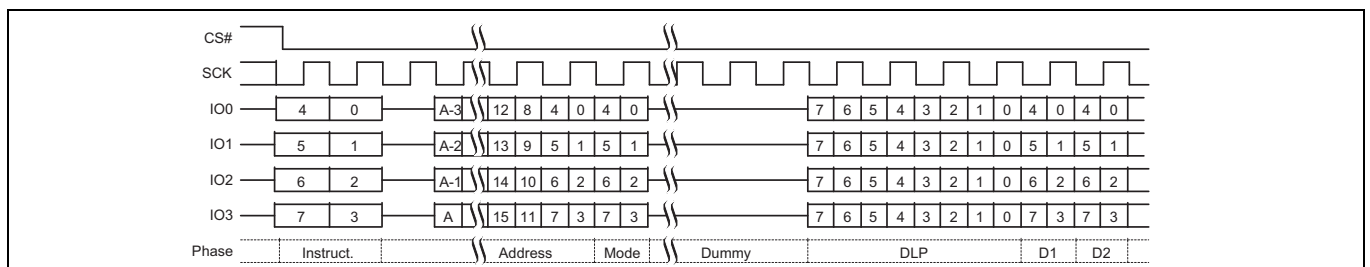 CS#
SCK
IO0 4 0 A-3 12 8 4 0 4 0 7 6 5 4 3 2 1 0 4 0 4 0
IO1 5 1 A-2 13 9 5 1 5 1 7 6 5 4 3 2 1 0 5 1 5 1
IO2 6 2 A-1 14 10 6 2 6 2 7 6 5 4 3 2 1 0 6 2 6 2
IO3 7 3 A 15 11 7 3 7 3 7 6 5 4 3 2 1 0 7 3 7 3
Phase Instruct. Address Mode Dummy DLP D1 D2